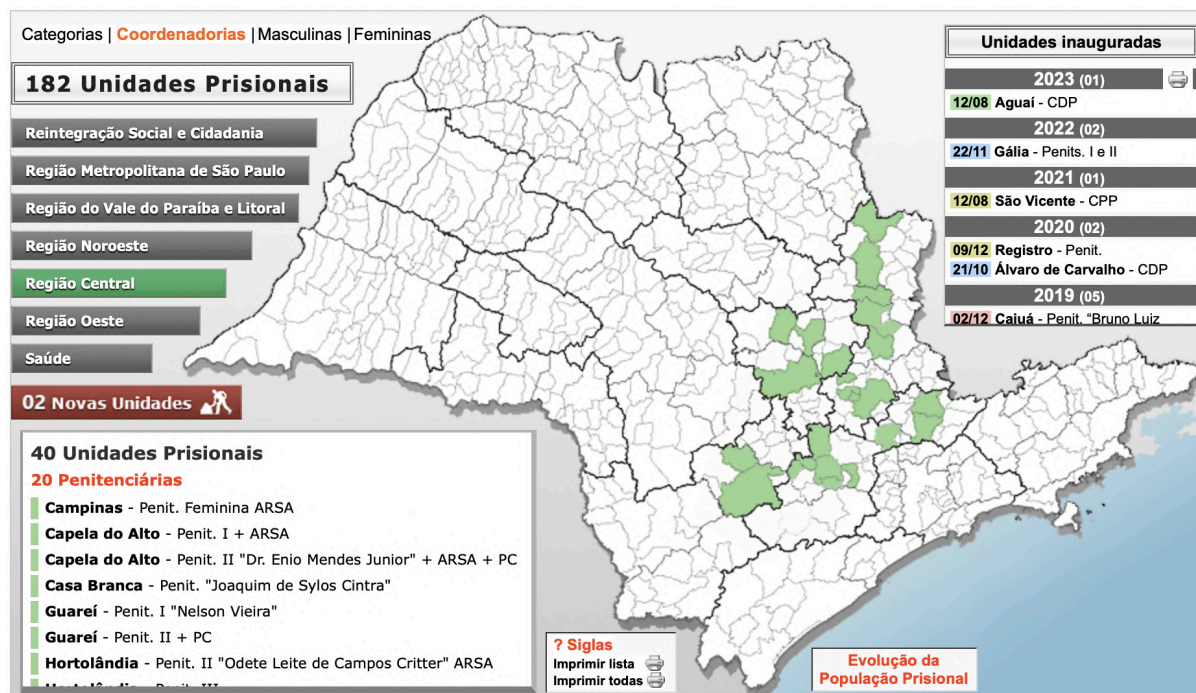 Categorias | Coordenadorias | Masculinas | Femininas
182 Unidades Prisionais
Reintegração Social e Cidadania
Região Metropolitana de São Paulo
Região do Vale do Paraíba e Litoral
Região Noroeste
Região Central
Região Oeste
Saúde
02 Novas Unidades
40 Unidades Prisionais
20 Penitenciárias
Campinas - Penit. Feminina ARSA
Capela do Alto - Penit. I + ARSA
Capela do Alto - Penit. II "Dr. Enio Mendes Junior" + ARSA + PC
Casa Branca - Penit. "Joaquim de Sylos Cintra"
Guareí - Penit. I "Nelson Vieira"
Guareí - Penit. II + PC
Hortolândia - Penit. II "Odete Leite de Campos Critter" ARSA
Hortolândia - Penit. III
? Siglas
Imprimir lista
Imprimir todas
Evolução da
População Prisional
Unidades inauguradas
2023 (01)
12/08 Aguaí - CDP
2022 (02)
22/11 Gália - Penits. I e II
2021 (01)
12/08 São Vicente - CPP
2020 (02)
09/12 Registro - Penit.
21/10 Álvaro de Carvalho - CDP
2019 (05)
02/12 Caiuá - Penit. "Bruno Luiz